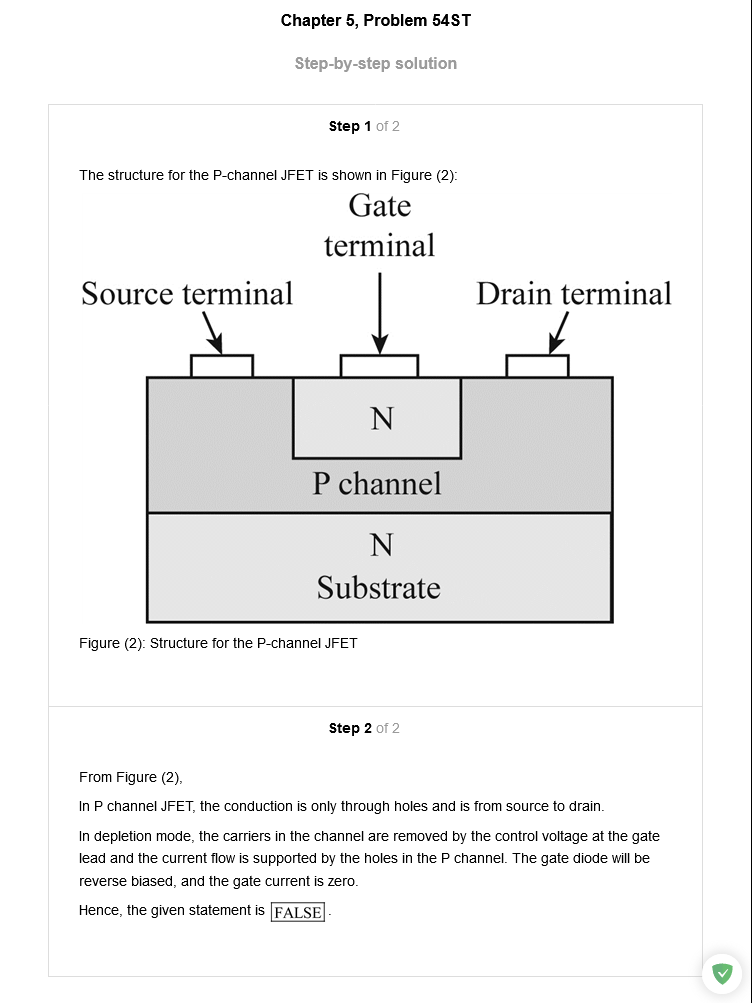 Chapter 5, Problem 54ST
Step-by-step solution
Step 1 of 2
The structure for the P-channel JFET is shown in Figure (2):
Gate
terminal
Source terminal
Drain terminal
N
P channel
N
Substrate
Figure (2): Structure for the P-channel JFET
Step 2 of 2
From Figure (2),
In P channel JFET, the conduction is only through holes and is from source to drain.
In depletion mode, the carriers in the channel are removed by the control voltage at the gate
lead and the current flow is supported by the holes in the P channel. The gate diode will be
reverse biased, and the gate current is zero.
Hence, the given statement is FALSE.